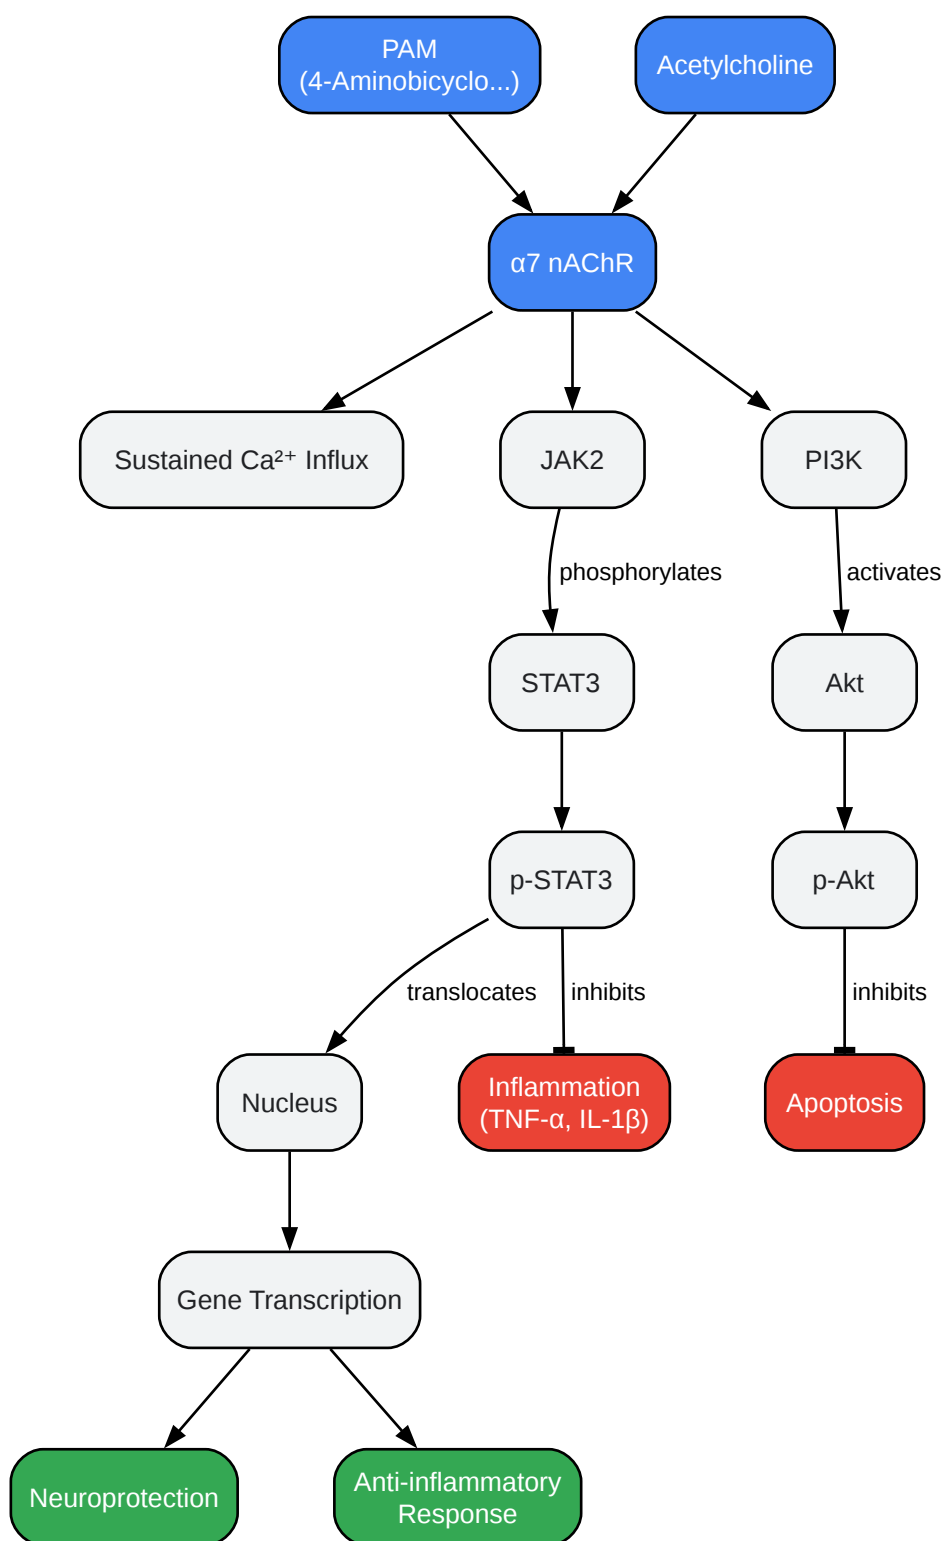 PAM
(4-Aminobicyclo...)
Acetylcholine
α7 nAChR
Sustained Ca²⁺ Influx
JAK2
PI3K
phosphorylates
activates
STAT3
Akt
p-STAT3
p-Akt
translocates
inhibits
inhibits
Nucleus
Inflammation
(TNF-α, IL-1β)
Apoptosis
Gene Transcription
Neuroprotection
Anti-inflammatory
Response